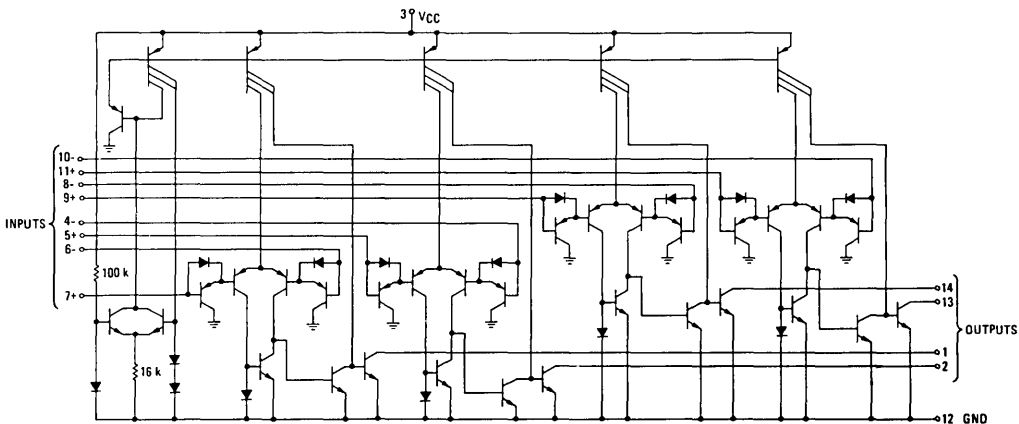 3 VCC
10-
11+
8-
9+
INPUTS
4-
5+
6-
100 k
7+
14
13
OUTPUTS
16 k
1
2
12 GND